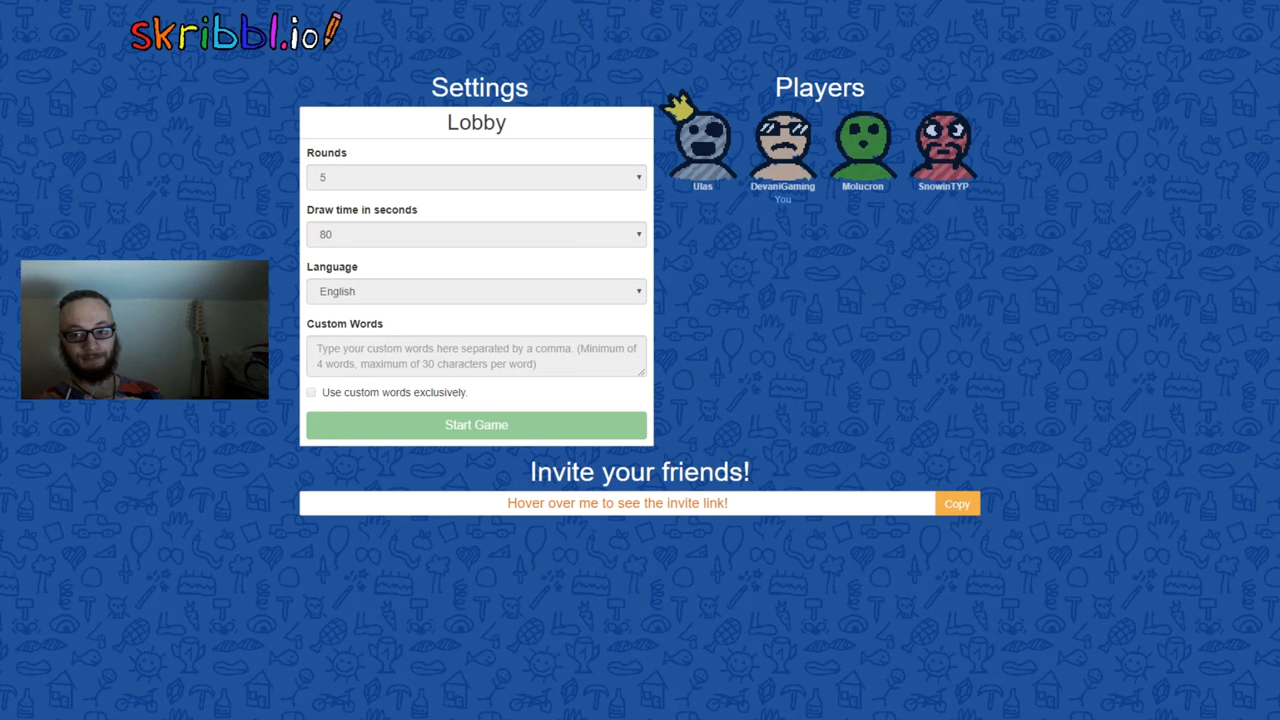 skribbl.io
Settings
Players
Lobby
Rounds
5
Draw time in seconds
80
Language
English
Custom Words
Type your custom words here separated by a comma. (Minimum of
4 words, maximum of 30 characters per word)
Use custom words exclusively.
Start Game
Ulas
DevaniGaming
Molucron
SnowinTYP
You
Invite your friends!
Hover over me to see the invite link!
Copy